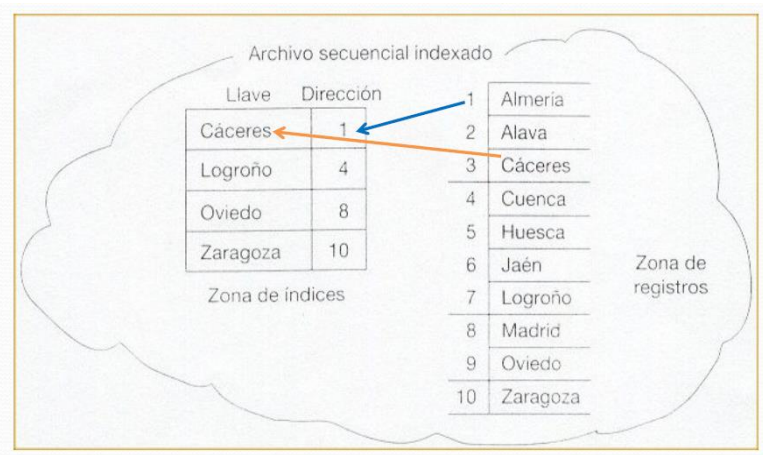 Archivo secuencial indexado
Llave Dirección
Cáceres 1
Logroño 4
Oviedo 8
Zaragoza 10
Zona de índices
1 Almeria
2 Alava
3 Cáceres
4 Cuenca
5 Huesca
6 Jaén
7 Logroño
8 Madrid
9 Oviedo
10 Zaragoza
Zona de
registros